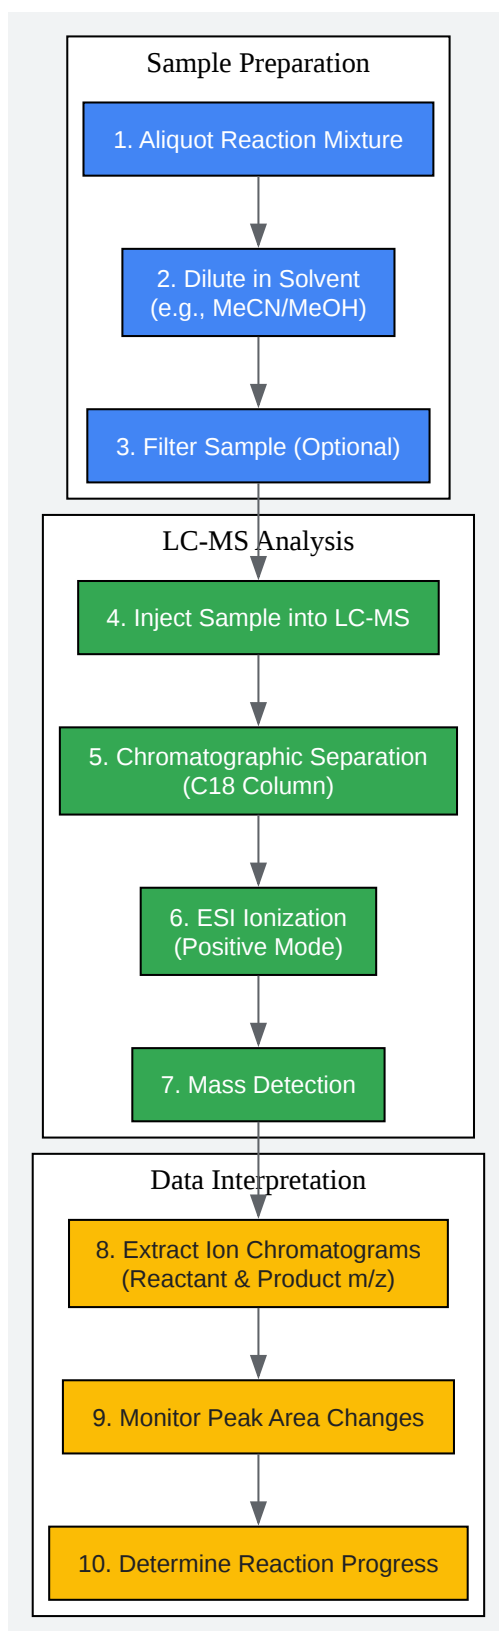 Sample Preparation
1. Aliquot Reaction Mixture
2. Dilute in Solvent
(e.g., MeCN/MeOH)
3. Filter Sample (Optional)
LC-MS Analysis
4. Inject Sample into LC-MS
5. Chromatographic Separation
(C18 Column)
6. ESI Ionization
(Positive Mode)
7. Mass Detection
Data Interpretation
8. Extract Ion Chromatograms
(Reactant & Product m/z)
9. Monitor Peak Area Changes
10. Determine Reaction Progress